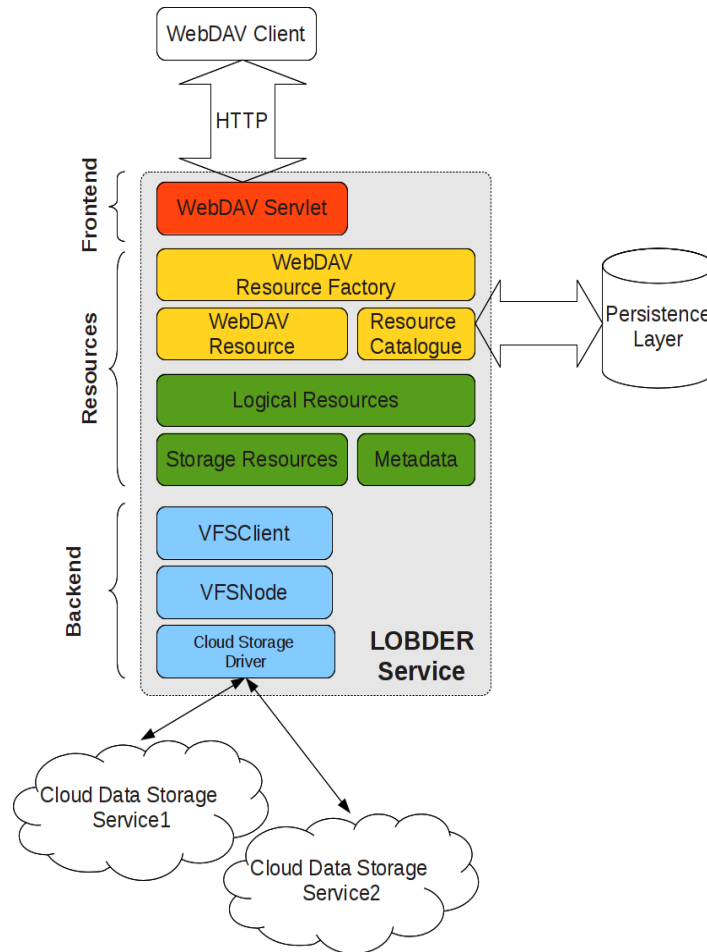 WebDAV Client
HTTP
Frontend
WebDAV Servlet
Resources
WebDAV
Resource Factory
WebDAV
Resource
Resource
Catalogue
Persistence
Layer
Logical Resources
Storage Resources
Metadata
Backend
VFSClient
VFSNode
Cloud Storage
Driver
LOBDER
Service
Cloud Data Storage
Service1
Cloud Data Storage
Service2